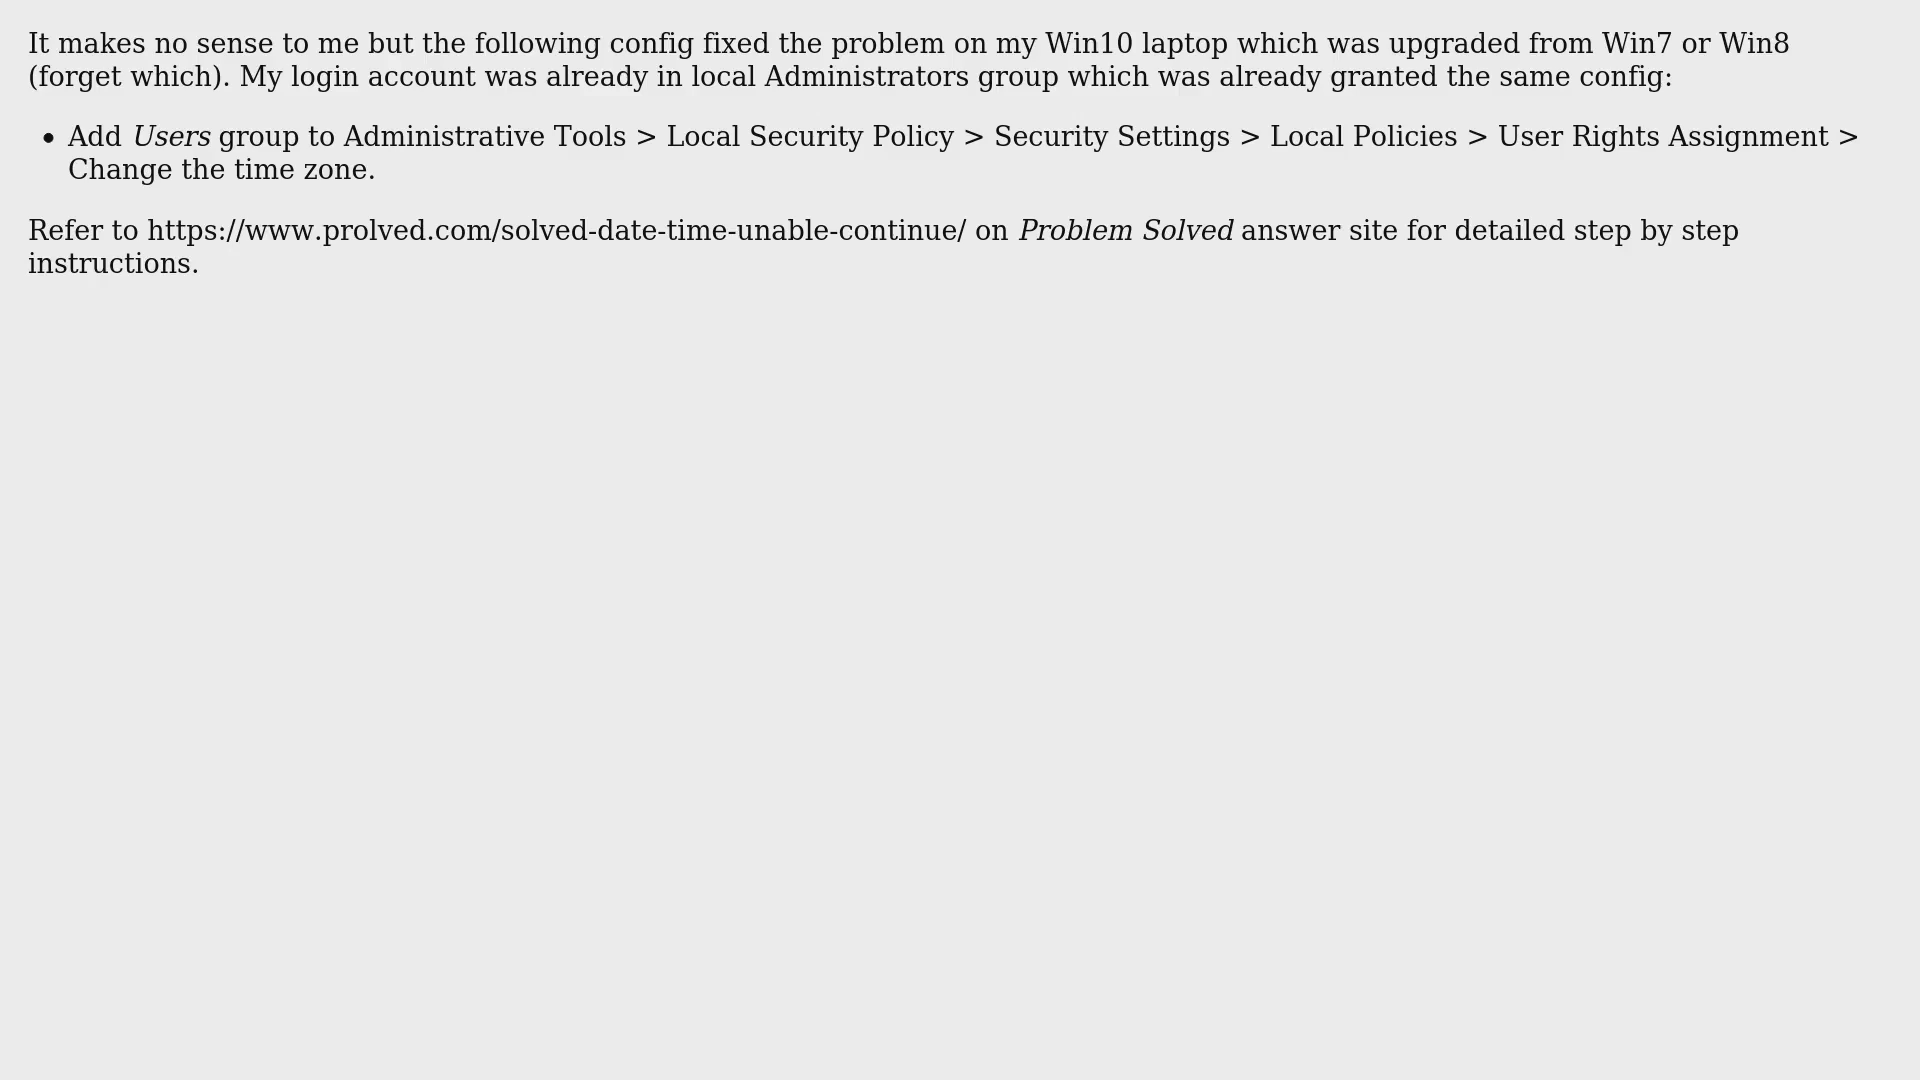 It makes no sense to me but the following config fixed the problem on my Win10 laptop which was upgraded from Win7 or Win8
(forget which). My login account was already in local Administrators group which was already granted the same config:
• Add Users group to Administrative Tools > Local Security Policy > Security Settings > Local Policies > User Rights Assignment >
Change the time zone.
Refer to https://www.prolved.com/solved-date-time-unable-continue/ on Problem Solved answer site for detailed step by step
instructions.